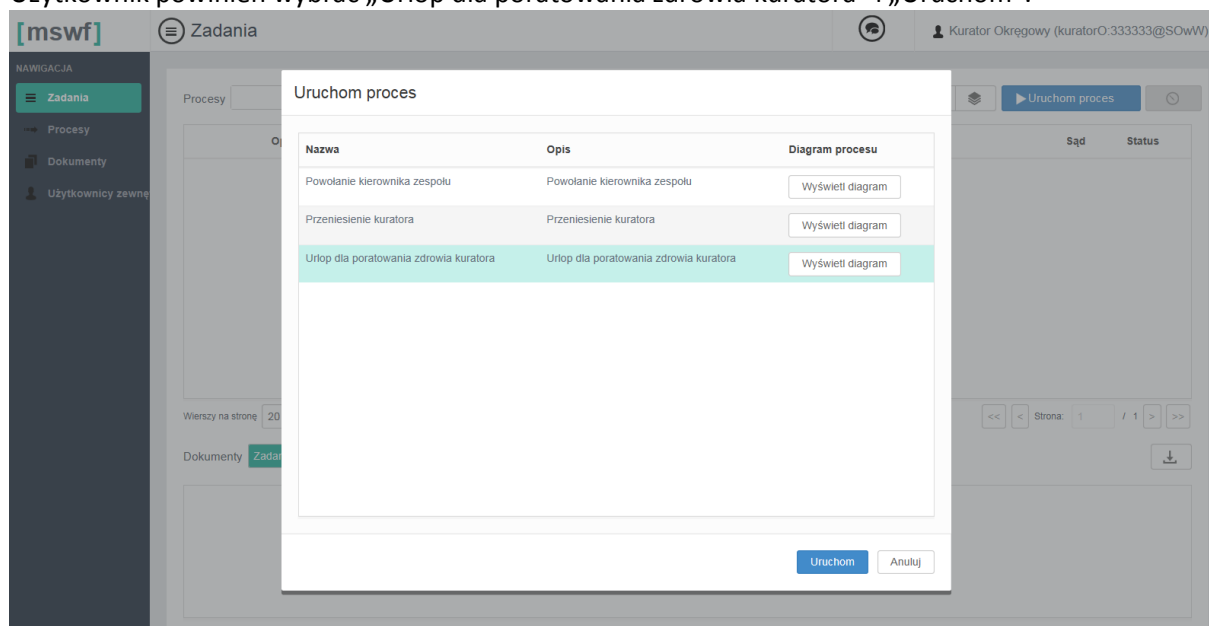 Użytkownik powinien wybrać „Urlop dla poratowania zdrowia kuratora" i „Uruchom".
[mswf]
Zadania
Kurator Okręgowy (kuratorO:333333@SOwW)
NAWIGACJA
Zadania
Procesy
Dokumenty
Użytkownicy zewnę
Procesy
Uruchom proces
Sąd Status
Uruchom proces
Nazwa Opis Diagram procesu
Powołanie kierownika zespołu Powołanie kierownika zespołu Wyświetl diagram
Przeniesienie kuratora Przeniesienie kuratora Wyświetl diagram
Urlop dla poratowania zdrowia kuratora Urlop dla poratowania zdrowia kuratora Wyświetl diagram
Wierszy na stronę 20
<< < Strona: 1 / 1 > >>
Dokumenty Zadan
Uruchom Anuluj